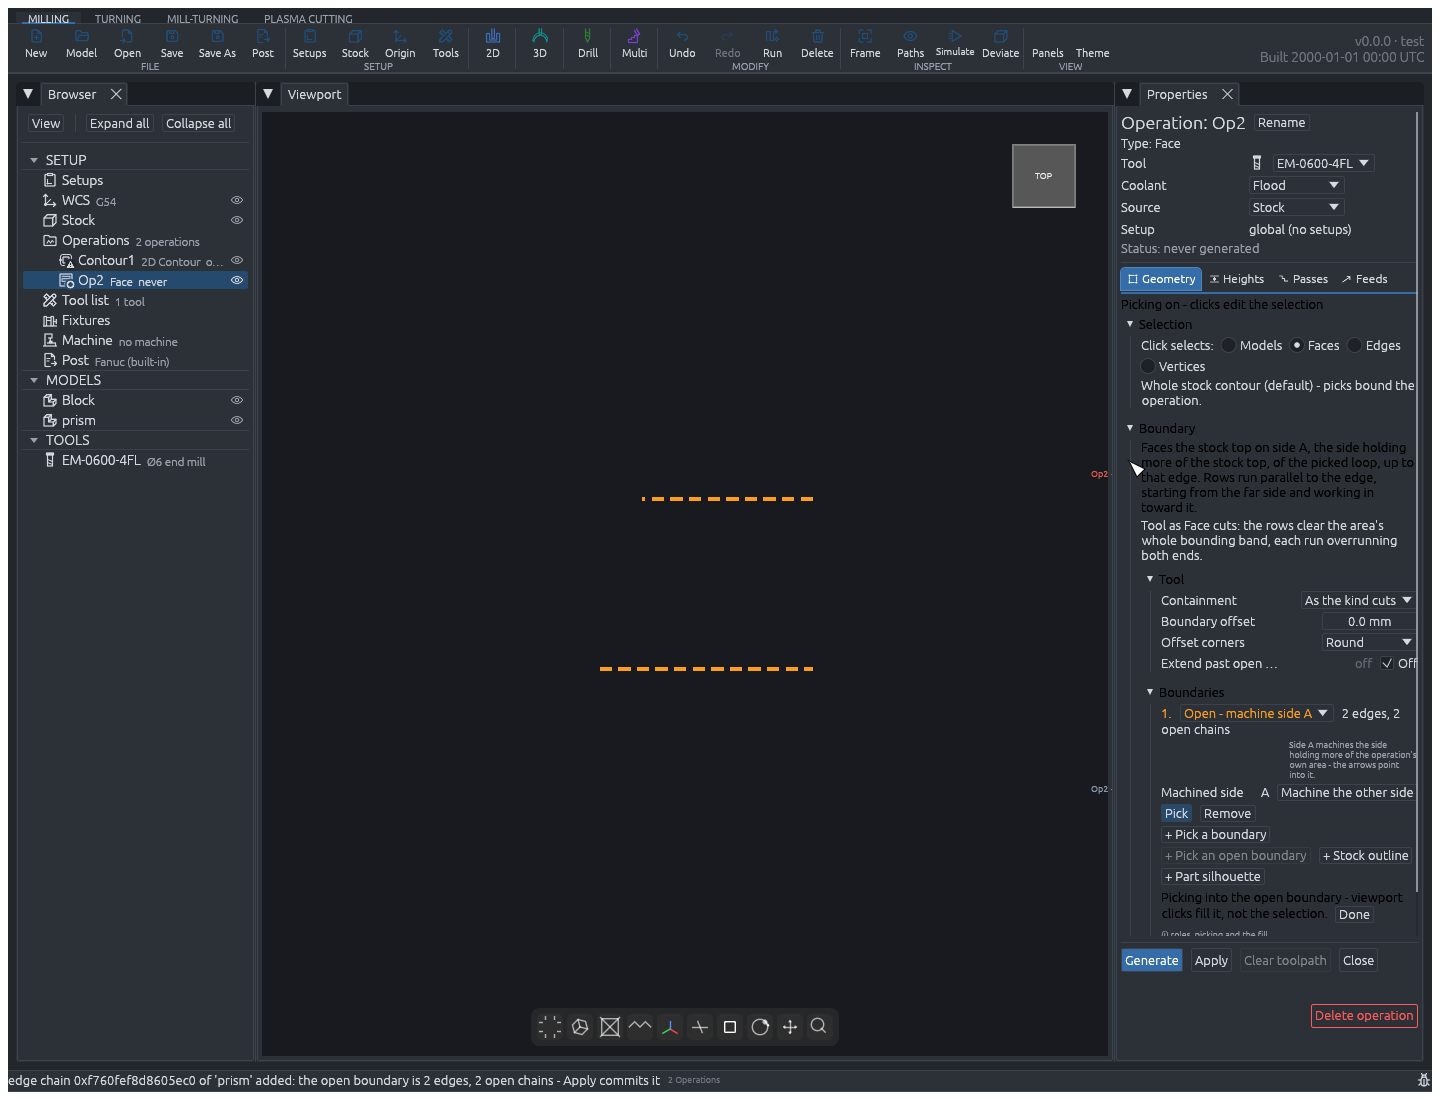 MILLING TURNING MILL-TURNING PLASMA CUTTING
New Model Open Save Save As Post Setups Stock Origin Tools 2D 3D Drill Multi Undo Redo Run Delete Frame Paths Simulate Deviate Panels Theme
FILE SETUP MODIFY INSPECT VIEW
v0.0.0 · test
Built 2000-01-01 00:00 UTC
Browser
View Expand all Collapse all
SETUP
Setups
WCS G54
Stock
Operations 2 operations
Contour1 2D Contour o...
Op2 Face never
Tool list 1 tool
Fixtures
Machine no machine
Post Fanuc (built-in)
MODELS
Block
prism
TOOLS
EM-0600-4FL Ø6 end mill
Viewport
TOP
Op2
Op2
Properties
Operation: Op2 Rename
Type: Face
Tool EM-0600-4FL
Coolant Flood
Source Stock
Setup global (no setups)
Status: never generated
Geometry Heights Passes Feeds
Picking on - clicks edit the selection
Selection
Click selects: Models Faces Edges
Vertices
Whole stock contour (default) - picks bound the
operation.
Boundary
Faces the stock top on side A, the side holding
more of the stock top, of the picked loop, up to
that edge. Rows run parallel to the edge,
starting from the far side and working in
toward it.
Tool as Face cuts: the rows clear the area's
whole bounding band, each run overrunning
both ends.
Tool
Containment As the kind cuts
Boundary offset 0.0 mm
Offset corners Round
Extend past open ... off Off
Boundaries
1. Open - machine side A 2 edges, 2
open chains
Side A machines the side
holding more of the operation's
own area - the arrows point
into it.
Machined side A Machine the other side
Pick Remove
+ Pick a boundary
+ Pick an open boundary + Stock outline
+ Part silhouette
Picking into the open boundary - viewport
clicks fill it, not the selection. Done
(i) roles, picking and the fill
Generate Apply Clear toolpath Close
Delete operation
edge chain 0xf760fef8d8605ec0 of 'prism' added: the open boundary is 2 edges, 2 open chains - Apply commits it 2 Operations